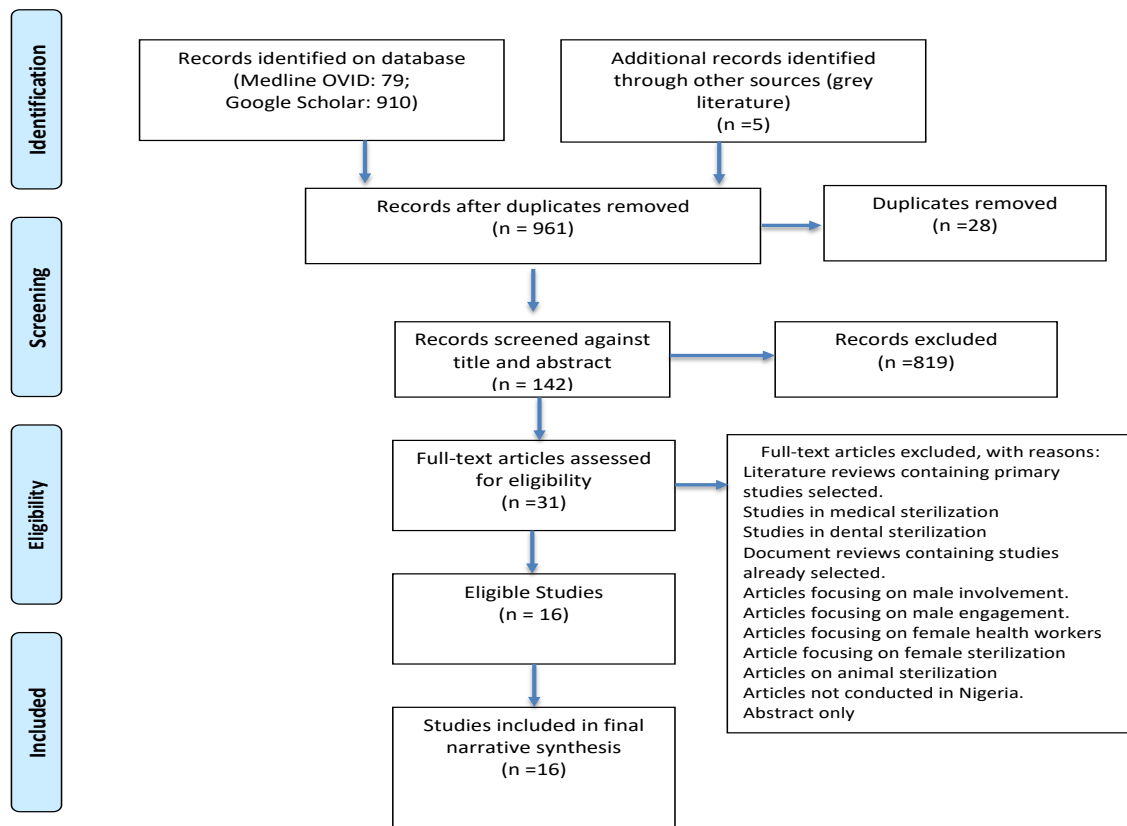 Identification
Records identified on database
(Medline OVID: 79;
Google Scholar: 910)
Additional records identified
through other sources (grey
literature)
(n =5)
Records after duplicates removed
(n = 961)
Duplicates removed
(n =28)
Screening
Records screened against
title and abstract
(n = 142)
Records excluded
(n =819)
Eligibility
Full-text articles assessed
for eligibility
(n =31)
Full-text articles excluded, with reasons:
Literature reviews containing primary
studies selected.
Studies in medical sterilization
Studies in dental sterilization
Document reviews containing studies
already selected.
Articles focusing on male involvement.
Articles focusing on male engagement.
Articles focusing on female health workers
Article focusing on female sterilization
Articles on animal sterilization
Articles not conducted in Nigeria.
Abstract only
Eligible Studies
(n = 16)
Included
Studies included in final
narrative synthesis
(n =16)